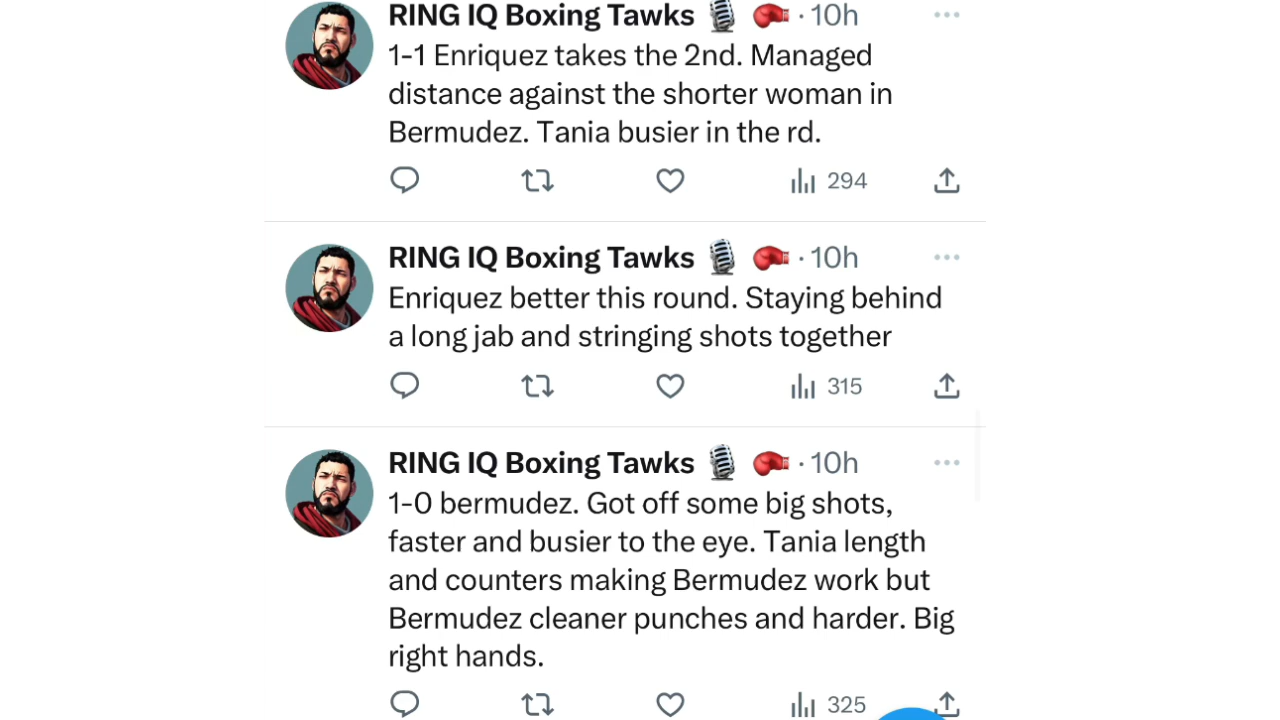 RING IQ Boxing Tawks 🎙️ 🥊 · 10h
1-1 Enriquez takes the 2nd. Managed
distance against the shorter woman in
Bermudez. Tania busier in the rd.
294
RING IQ Boxing Tawks 🎙️ 🥊 · 10h
Enriquez better this round. Staying behind
a long jab and stringing shots together
315
RING IQ Boxing Tawks 🎙️ 🥊 · 10h
1-0 bermudez. Got off some big shots,
faster and busier to the eye. Tania length
and counters making Bermudez work but
Bermudez cleaner punches and harder. Big
right hands.
325